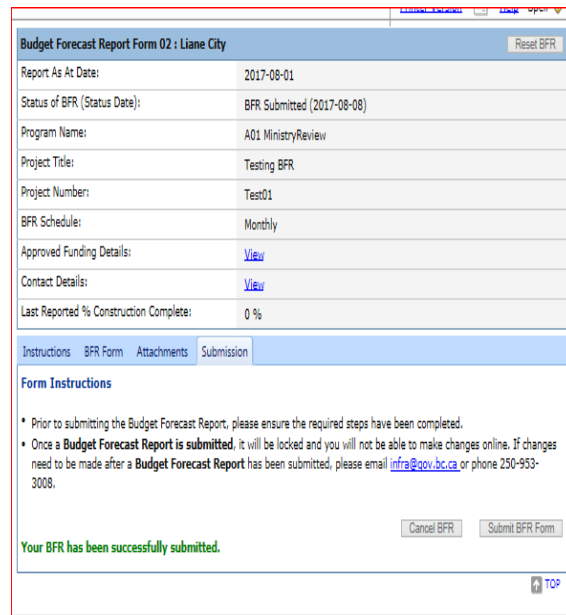 Printer Version Help
Budget Forecast Report Form 02 : Liane City Reset BFR
Report As At Date: 2017-08-01
Status of BFR (Status Date): BFR Submitted (2017-08-08)
Program Name: A01 MinistryReview
Project Title: Testing BFR
Project Number: Test01
BFR Schedule: Monthly
Approved Funding Details: View
Contact Details: View
Last Reported % Construction Complete: 0 %
Instructions BFR Form Attachments Submission
Form Instructions
• Prior to submitting the Budget Forecast Report, please ensure the required steps have been completed.
• Once a Budget Forecast Report is submitted, it will be locked and you will not be able to make changes online. If changes
need to be made after a Budget Forecast Report has been submitted, please email infra@gov.bc.ca or phone 250-953-
3008.
Cancel BFR Submit BFR Form
Your BFR has been successfully submitted.
TOP